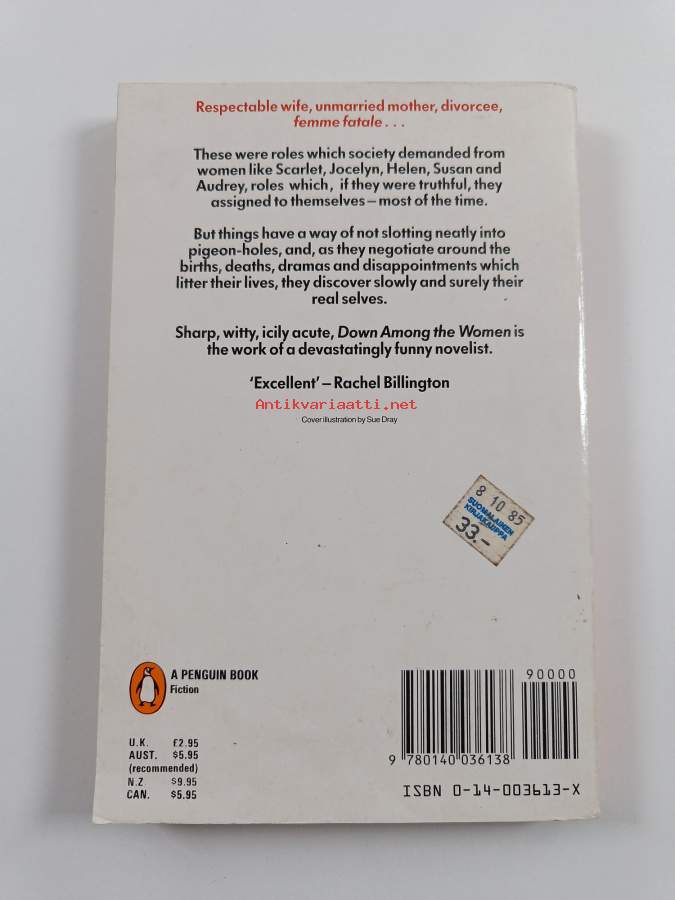 Respectable wife, unmarried mother, divorcee,
femme fatale . . .
These were roles which society demanded from
women like Scarlet, Jocelyn, Helen, Susan and
Audrey, roles which, if they were truthful, they
assigned to themselves – most of the time.
But things have a way of not slotting neatly into
pigeon-holes, and, as they negotiate around the
births, deaths, dramas and disappointments which
litter their lives, they discover slowly and surely their
real selves.
Sharp, witty, icily acute, Down Among the Women is
the work of a devastatingly funny novelist.
‘Excellent’ – Rachel Billington
Antikvariaatti.net
Cover illustration by Sue Dray
8 10 85
SUOMALAINEN
KIRJAKAUPPA
33.-
A PENGUIN BOOK
Fiction
U.K. £2.95
AUST. $5.95
(recommended)
N.Z $9.95
CAN. $5.95
90000
9 780140 036138
ISBN 0-14-003613-X